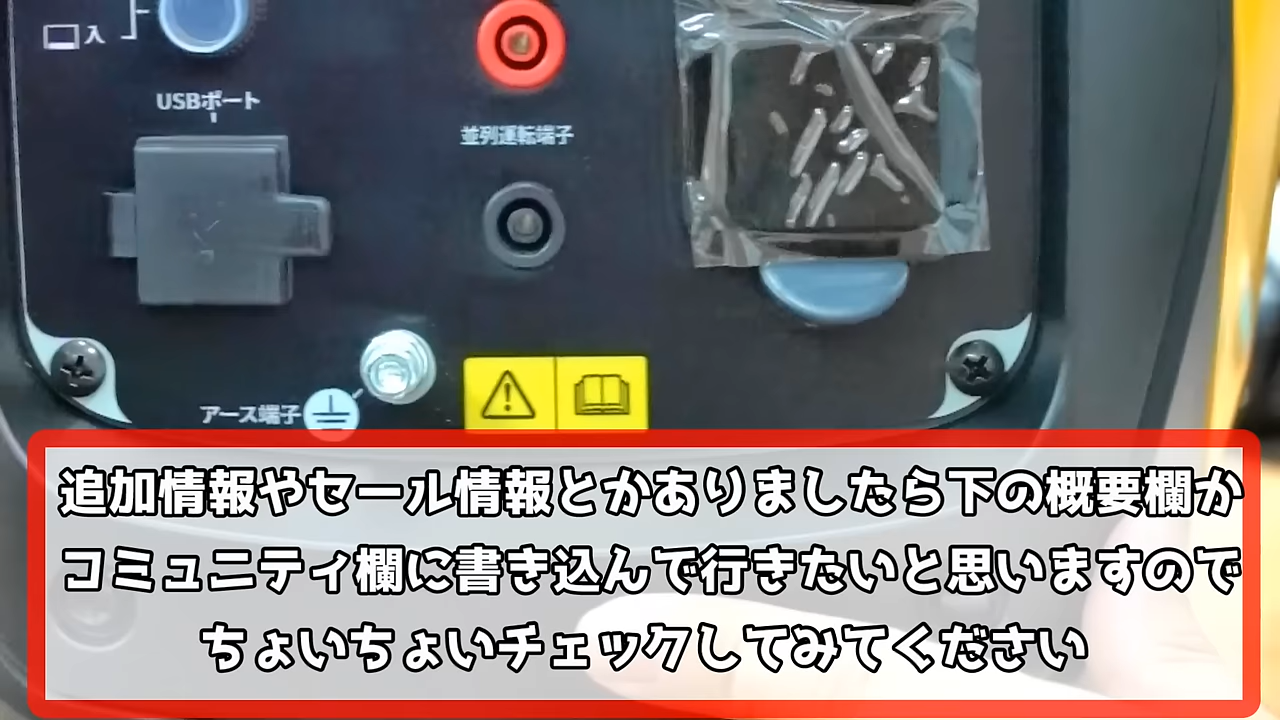 入
USBポート
並列運転端子
アース端子
追加情報やセール情報とかありましたら下の概要欄か
コミュニティ欄に書き込んで行きたいと思いますので
ちょいちょいチェックしてみてください